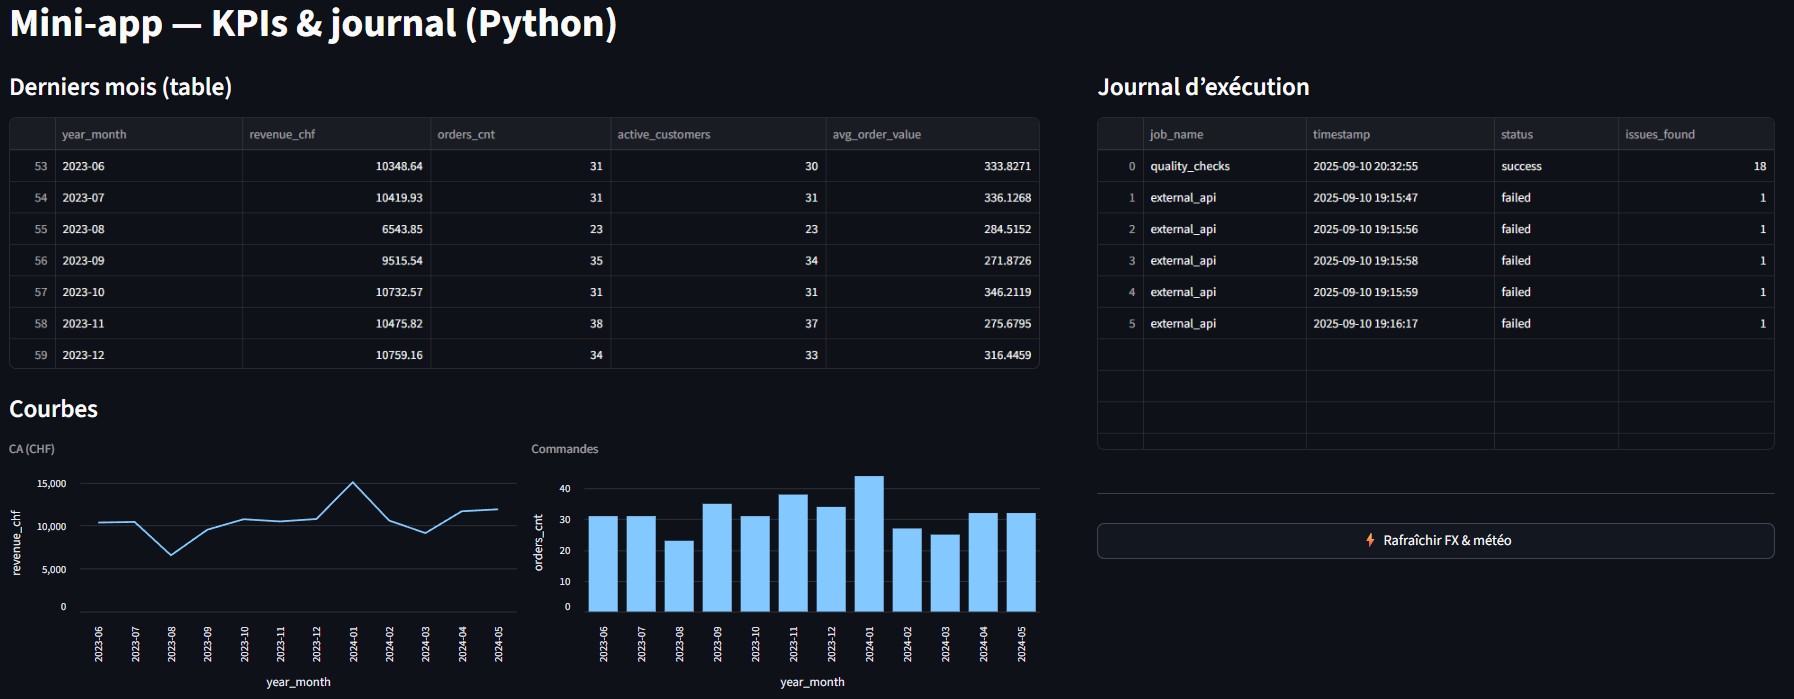 Mini-app — KPIs & journal (Python)
Derniers mois (table)
year_month revenue_chf orders_cnt active_customers avg_order_value
53 2023-06 10348.64 31 30 333.8271
54 2023-07 10419.93 31 31 336.1268
55 2023-08 6543.85 23 23 284.5152
56 2023-09 9515.54 35 34 271.8726
57 2023-10 10732.57 31 31 346.2119
58 2023-11 10475.82 38 37 275.6795
59 2023-12 10759.16 34 33 316.4459
Courbes
CA (CHF)
revenue_chf
15,000
10,000
5,000
0
2023-06 2023-07 2023-08 2023-09 2023-10 2023-11 2023-12 2024-01 2024-02 2024-03 2024-04 2024-05
year_month
Commandes
orders_cnt
40
30
20
10
0
2023-06 2023-07 2023-08 2023-09 2023-10 2023-11 2023-12 2024-01 2024-02 2024-03 2024-04 2024-05
year_month
Journal d’exécution
job_name timestamp status issues_found
0 quality_checks 2025-09-10 20:32:55 success 18
1 external_api 2025-09-10 19:15:47 failed 1
2 external_api 2025-09-10 19:15:56 failed 1
3 external_api 2025-09-10 19:15:58 failed 1
4 external_api 2025-09-10 19:15:59 failed 1
5 external_api 2025-09-10 19:16:17 failed 1
Rafraîchir FX & météo